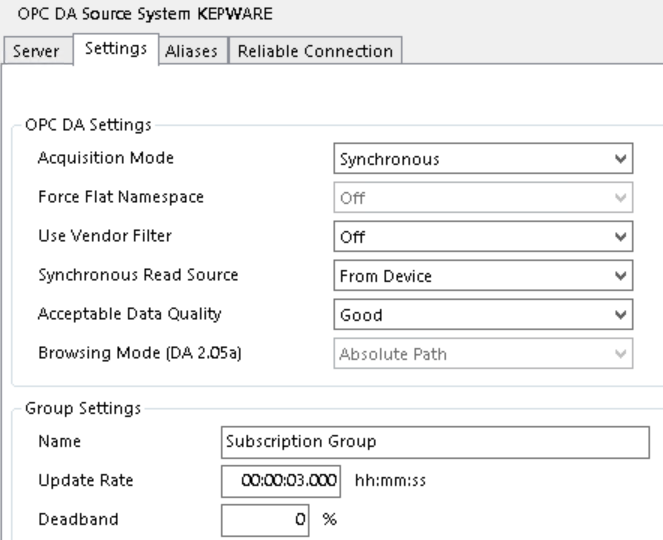 OPC DA Source System KEPWARE
Server Settings Aliases Reliable Connection
OPC DA Settings
Acquisition Mode Synchronous
Force Flat Namespace Off
Use Vendor Filter Off
Synchronous Read Source From Device
Acceptable Data Quality Good
Browsing Mode (DA 2.05a) Absolute Path
Group Settings
Name Subscription Group
Update Rate 00:00:03.000 hh:mm:ss
Deadband 0 %